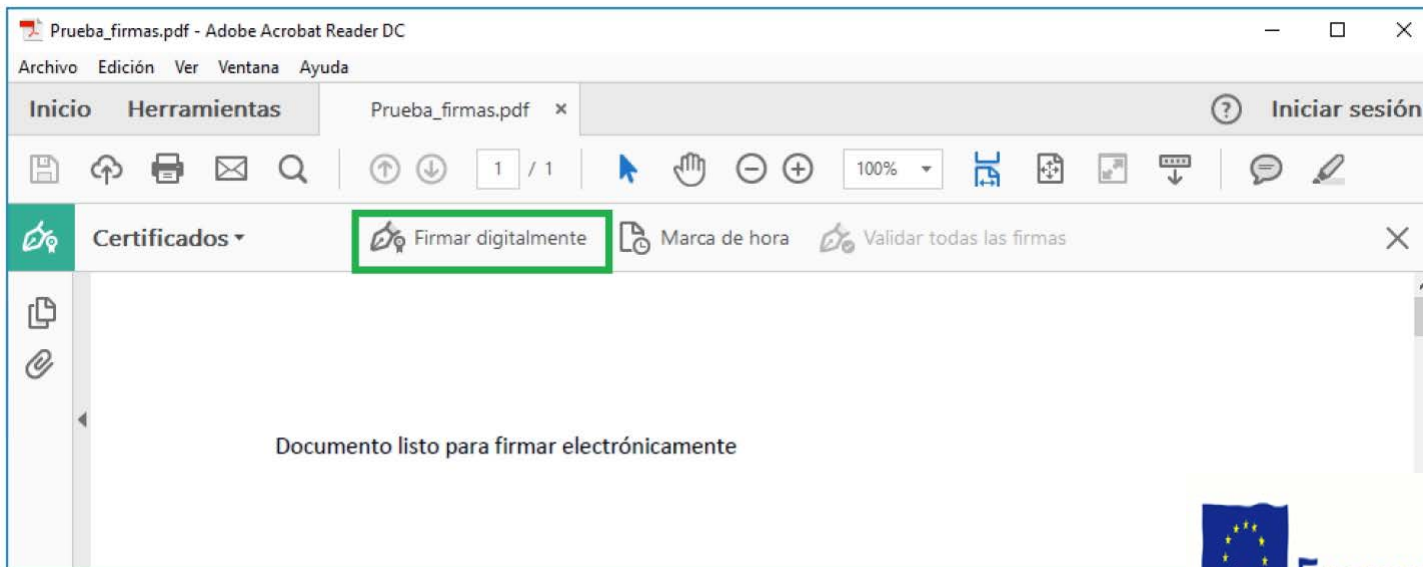 Prueba_firmas.pdf - Adobe Acrobat Reader DC
Archivo Edición Ver Ventana Ayuda
Inicio Herramientas Prueba_firmas.pdf × ? Iniciar sesión
1 / 1 100%
Certificados Firmar digitalmente Marca de hora Validar todas las firmas
Documento listo para firmar electrónicamente